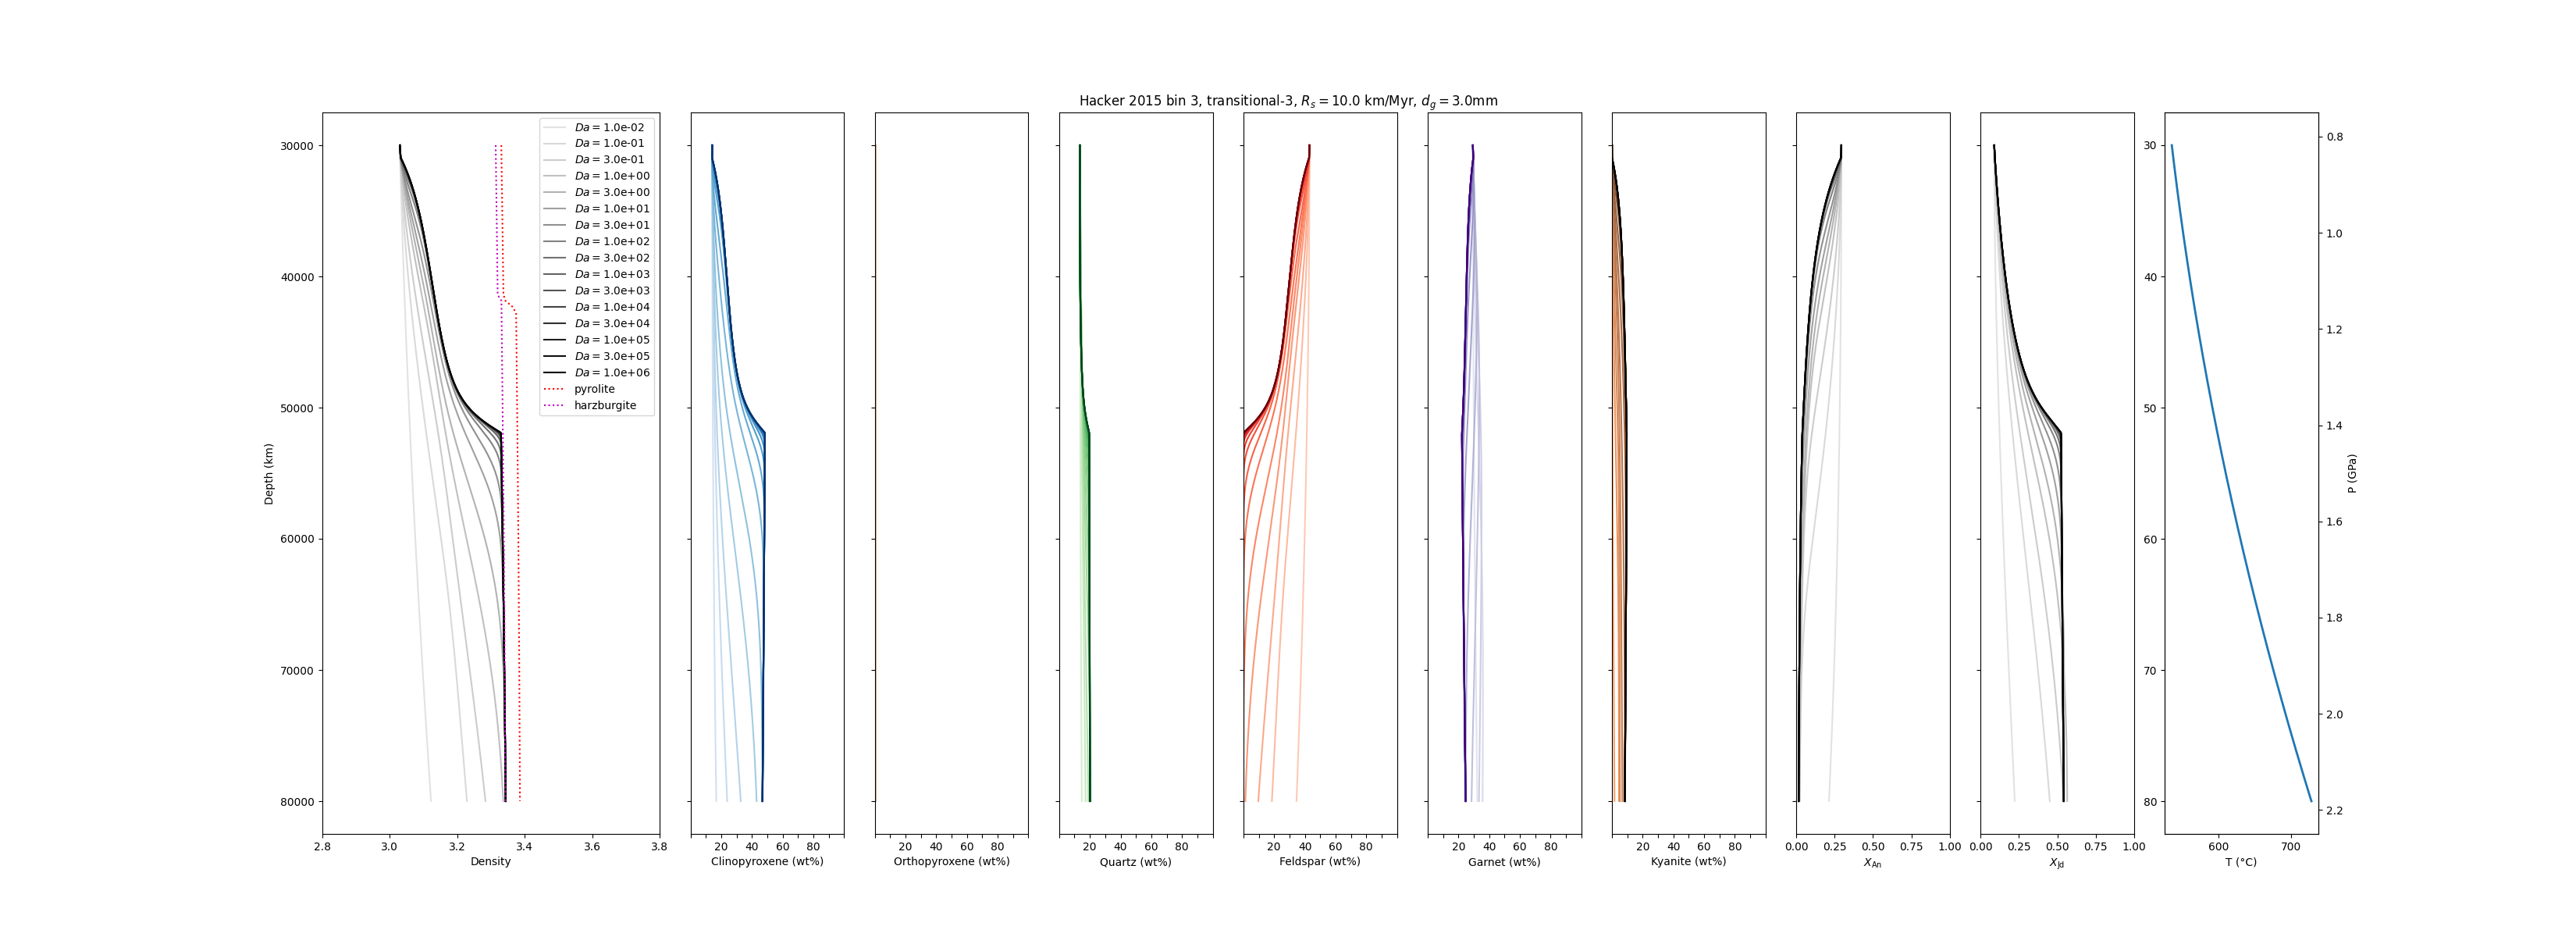 Hacker 2015 bin 3, transitional-3, Rs = 10.0 km/Myr, dg = 3.0mm
Da = 1.0e-02
Da = 1.0e-01
Da = 3.0e-01
Da = 1.0e+00
Da = 3.0e+00
Da = 1.0e+01
Da = 3.0e+01
Da = 1.0e+02
Da = 3.0e+02
Da = 1.0e+03
Da = 3.0e+03
Da = 1.0e+04
Da = 3.0e+04
Da = 1.0e+05
Da = 3.0e+05
Da = 1.0e+06
pyrolite
harzburgite
Depth (km)
30000
40000
50000
60000
70000
80000
2.8 3.0 3.2 3.4 3.6 3.8
Density
20 40 60 80
Clinopyroxene (wt%)
20 40 60 80
Orthopyroxene (wt%)
20 40 60 80
Quartz (wt%)
20 40 60 80
Feldspar (wt%)
20 40 60 80
Garnet (wt%)
20 40 60 80
Kyanite (wt%)
0.00 0.25 0.50 0.75 1.00
XAn
0.00 0.25 0.50 0.75 1.00
XJd
30
40
50
60
70
80
600 700
T (°C)
0.8
1.0
1.2
1.4
1.6
1.8
2.0
2.2
P (GPa)